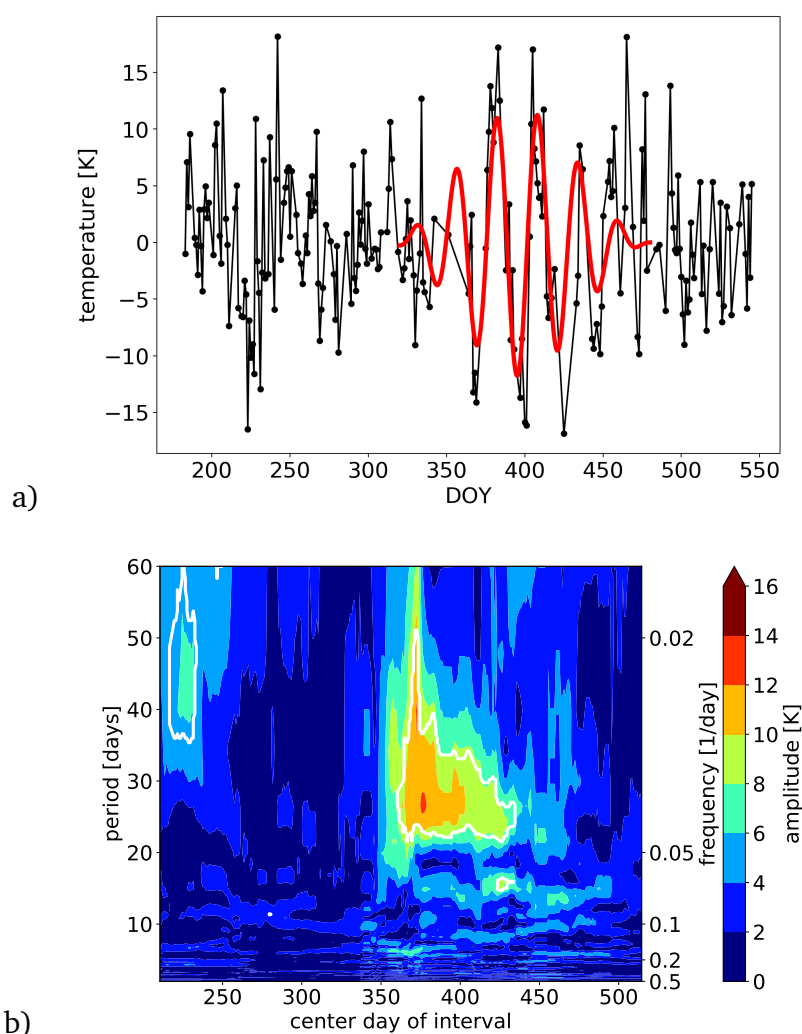 15
10
5
0
−5
−10
−15
temperature [K]
200 250 300 350 400 450 500 550
DOY
a)
60
50
40
30
20
10
period [days]
250 300 350 400 450 500
center day of interval
0.02
0.05
0.1
0.2
0.5
frequency [1/day]
16
14
12
10
8
6
4
2
0
amplitude [K]
b)